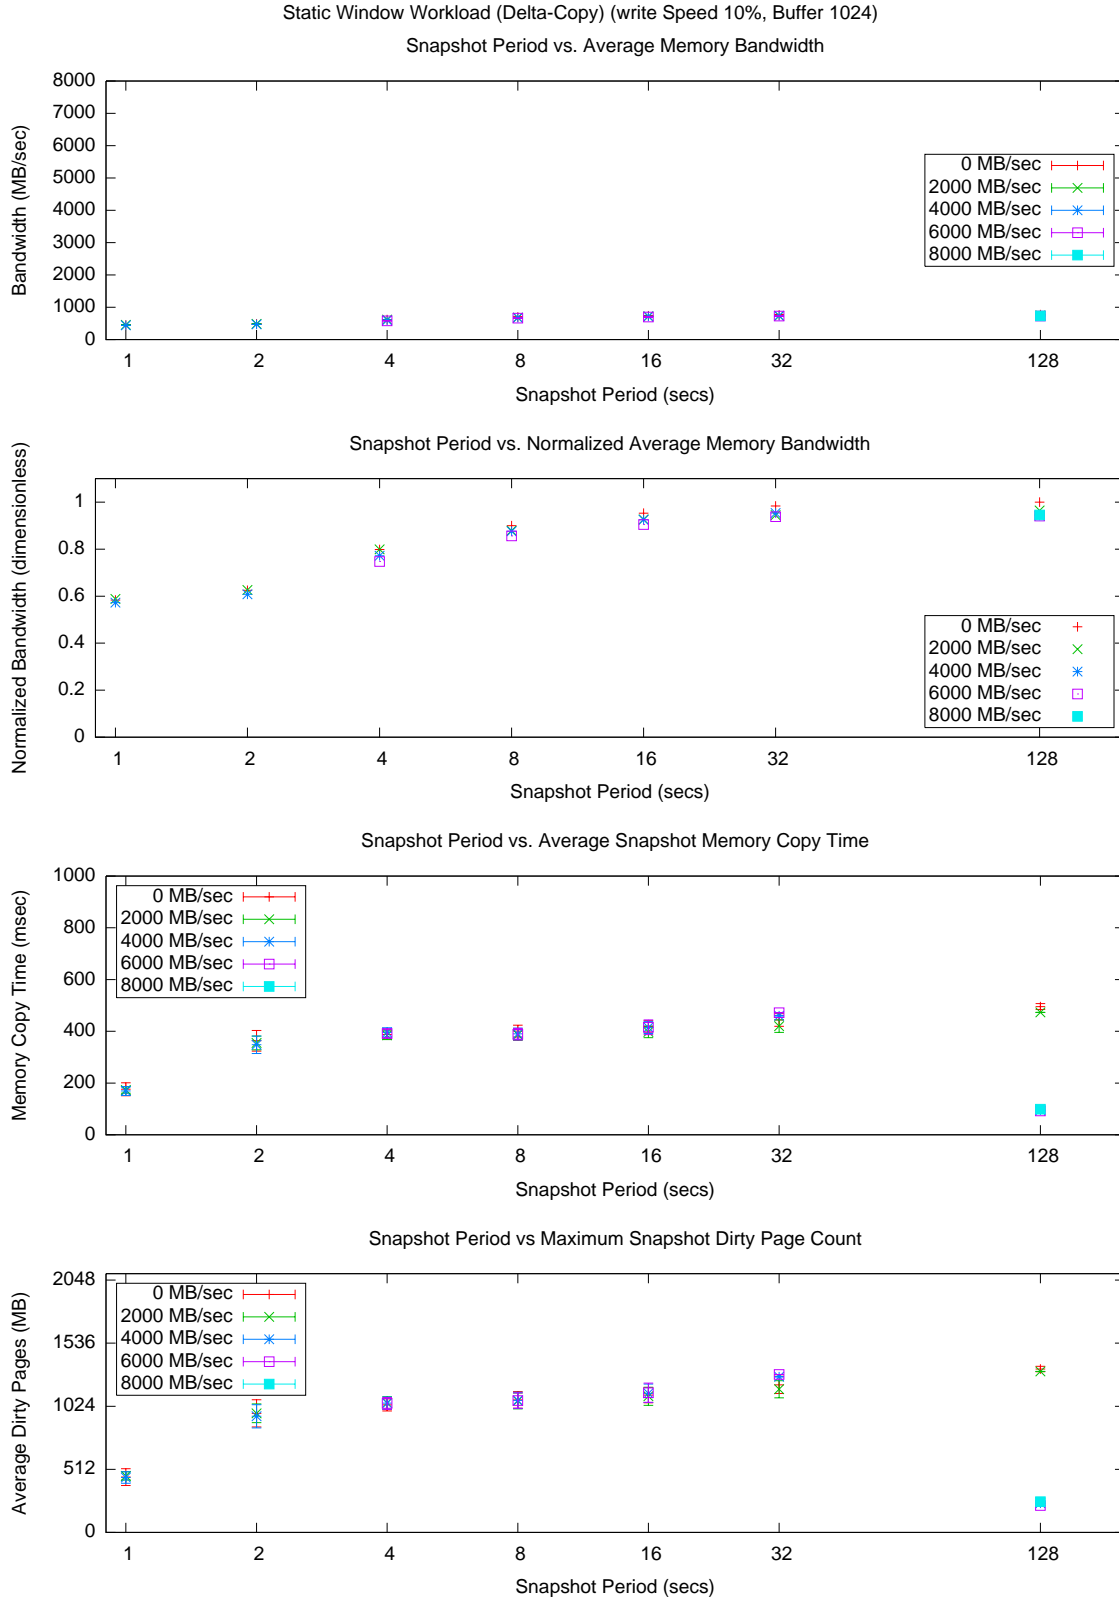 Static Window Workload (Delta-Copy) (write Speed 10%, Buffer 1024)
Snapshot Period vs. Average Memory Bandwidth
Bandwidth (MB/sec)
8000
7000
6000
5000
4000
3000
2000
1000
0
0 MB/sec
2000 MB/sec
4000 MB/sec
6000 MB/sec
8000 MB/sec
1 2 4 8 16 32 128
Snapshot Period (secs)
Snapshot Period vs. Normalized Average Memory Bandwidth
Normalized Bandwidth (dimensionless)
1
0.8
0.6
0.4
0.2
0
0 MB/sec
2000 MB/sec
4000 MB/sec
6000 MB/sec
8000 MB/sec
1 2 4 8 16 32 128
Snapshot Period (secs)
Snapshot Period vs. Average Snapshot Memory Copy Time
Memory Copy Time (msec)
1000
800
600
400
200
0
0 MB/sec
2000 MB/sec
4000 MB/sec
6000 MB/sec
8000 MB/sec
1 2 4 8 16 32 128
Snapshot Period (secs)
Snapshot Period vs Maximum Snapshot Dirty Page Count
Average Dirty Pages (MB)
2048
1536
1024
512
0
0 MB/sec
2000 MB/sec
4000 MB/sec
6000 MB/sec
8000 MB/sec
1 2 4 8 16 32 128
Snapshot Period (secs)